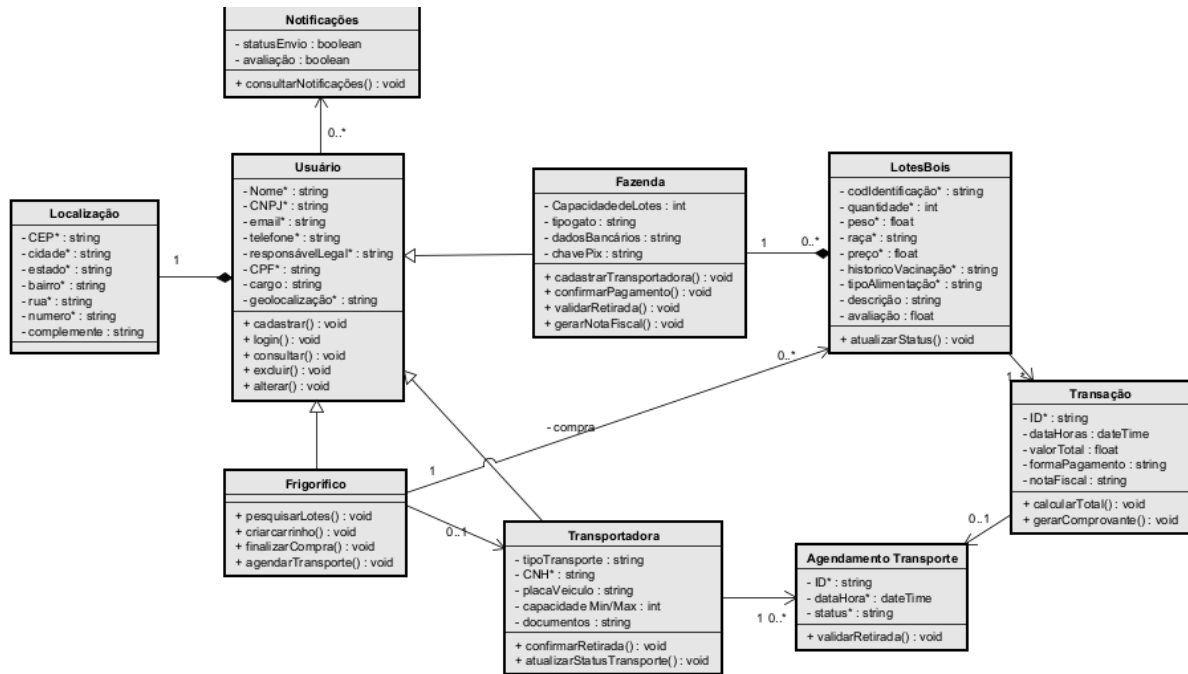 Notificações
- statusEnvio : boolean
- avaliação : boolean
+ consultarNotificações() : void
0..*
Usuário
- Nome* : string
- CNPJ* : string
- email* : string
- telefone* : string
- responsávelLegal* : string
- CPF* : string
- cargo : string
- geolocalização* : string
+ cadastrar() : void
+ login() : void
+ consultar() : void
+ excluir() : void
+ alterar() : void
Localização
- CEP* : string
- cidade* : string
- estado* : string
- bairro* : string
- rua* : string
- numero* : string
- complemente : string
1
Fazenda
- CapacidadedeLotes : int
- tipogato : string
- dadosBancários : string
- chavePix : string
+ cadastrarTransportadora() : void
+ confirmarPagamento() : void
+ validarRetirada() : void
+ gerarNotaFiscal() : void
1
0..*
LotesBois
- codIdentificação* : string
- quantidade* : int
- peso* : float
- raça* : string
- preço* : float
- historicoVacinação* : string
- tipoAlimentação* : string
- descrição : string
- avaliação : float
+ atualizarStatus() : void
0..*
1..*
- compra
1
Transação
- ID* : string
- dataHoras : dateTime
- valorTotal : float
- formaPagamento : string
- notaFiscal : string
+ calcularTotal() : void
+ gerarComprovante() : void
0..1
Frigorifico
+ pesquisarLotes() : void
+ criarcarrinho() : void
+ finalizarCompra() : void
+ agendarTransporte() : void
0..1
Transportadora
- tipoTransporte : string
- CNH* : string
- placaVeiculo : string
- capacidade Min/Max : int
- documentos : string
+ confirmarRetirada() : void
+ atualizarStatusTransporte() : void
1 0..*
Agendamento Transporte
- ID* : string
- dataHora* : dateTime
- status* : string
+ validarRetirada() : void